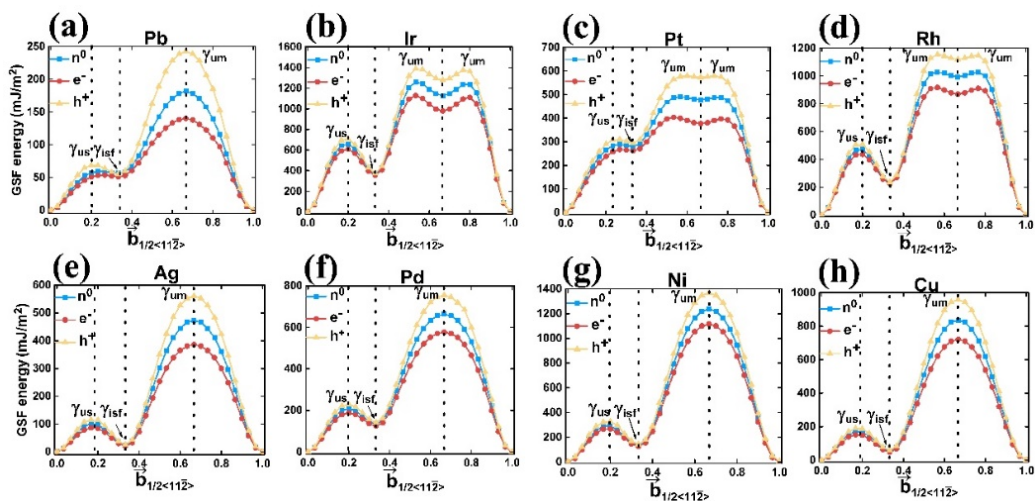 (a) Pb
GSF energy (mJ/m²)
250
200
150
100
50
0
n⁰
e⁻
h⁺
γus
γisf
γum
0.0 0.2 0.4 0.6 0.8 1.0
b⃗1/2<112̄>
(b) Ir
1600
1400
1200
1000
800
600
400
200
0
n⁰
e⁻
h⁺
γus
γisf
γum
0.0 0.2 0.4 0.6 0.8 1.0
b⃗1/2<112̄>
(c) Pt
700
600
500
400
300
200
100
0
n⁰
e⁻
h⁺
γus
γisf
γum
0.0 0.2 0.4 0.6 0.8 1.0
b⃗1/2<112̄>
(d) Rh
1200
1000
800
600
400
200
0
n⁰
e⁻
h⁺
γus
γisf
γum
0.0 0.2 0.4 0.6 0.8 1.0
b⃗1/2<112̄>
(e) Ag
GSF energy (mJ/m²)
600
500
400
300
200
100
0
n⁰
e⁻
h⁺
γus
γisf
γum
0.0 0.2 0.4 0.6 0.8 1.0
b⃗1/2<112̄>
(f) Pd
800
600
400
200
0
n⁰
e⁻
h⁺
γus
γisf
γum
0.0 0.2 0.4 0.6 0.8 1.0
b⃗1/2<112̄>
(g) Ni
1400
1200
1000
800
600
400
200
0
n⁰
e⁻
h⁺
γus
γisf
γum
0.0 0.2 0.4 0.6 0.8 1.0
b⃗1/2<112̄>
(h) Cu
1000
800
600
400
200
0
n⁰
e⁻
h⁺
γus
γisf
γum
0.0 0.2 0.4 0.6 0.8 1.0
b⃗1/2<112̄>